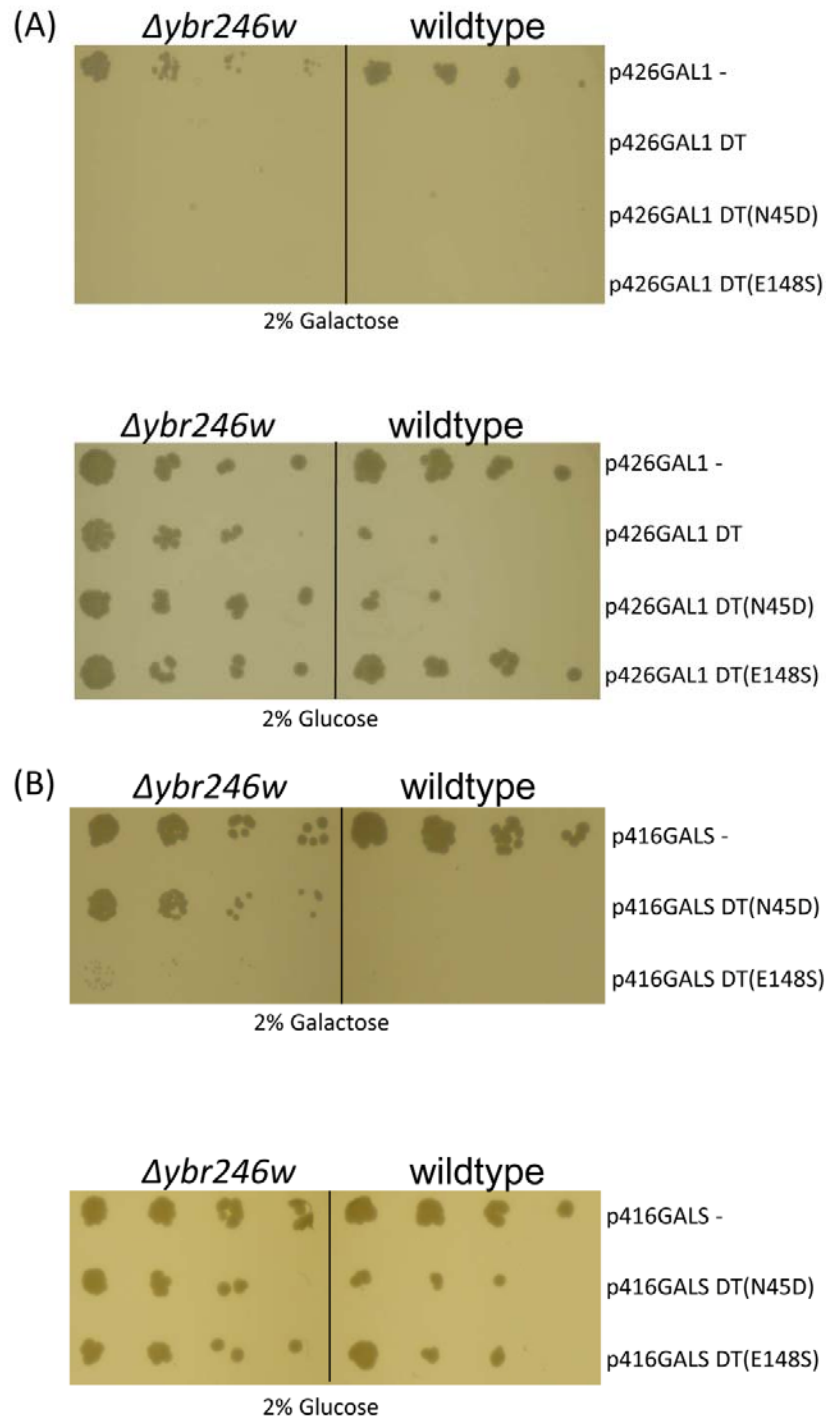 (A)
Δybr246w wildtype
p426GAL1 -
p426GAL1 DT
p426GAL1 DT(N45D)
p426GAL1 DT(E148S)
2% Galactose
Δybr246w wildtype
p426GAL1 -
p426GAL1 DT
p426GAL1 DT(N45D)
p426GAL1 DT(E148S)
2% Glucose
(B)
Δybr246w wildtype
p416GALS -
p416GALS DT(N45D)
p416GALS DT(E148S)
2% Galactose
Δybr246w wildtype
p416GALS -
p416GALS DT(N45D)
p416GALS DT(E148S)
2% Glucose